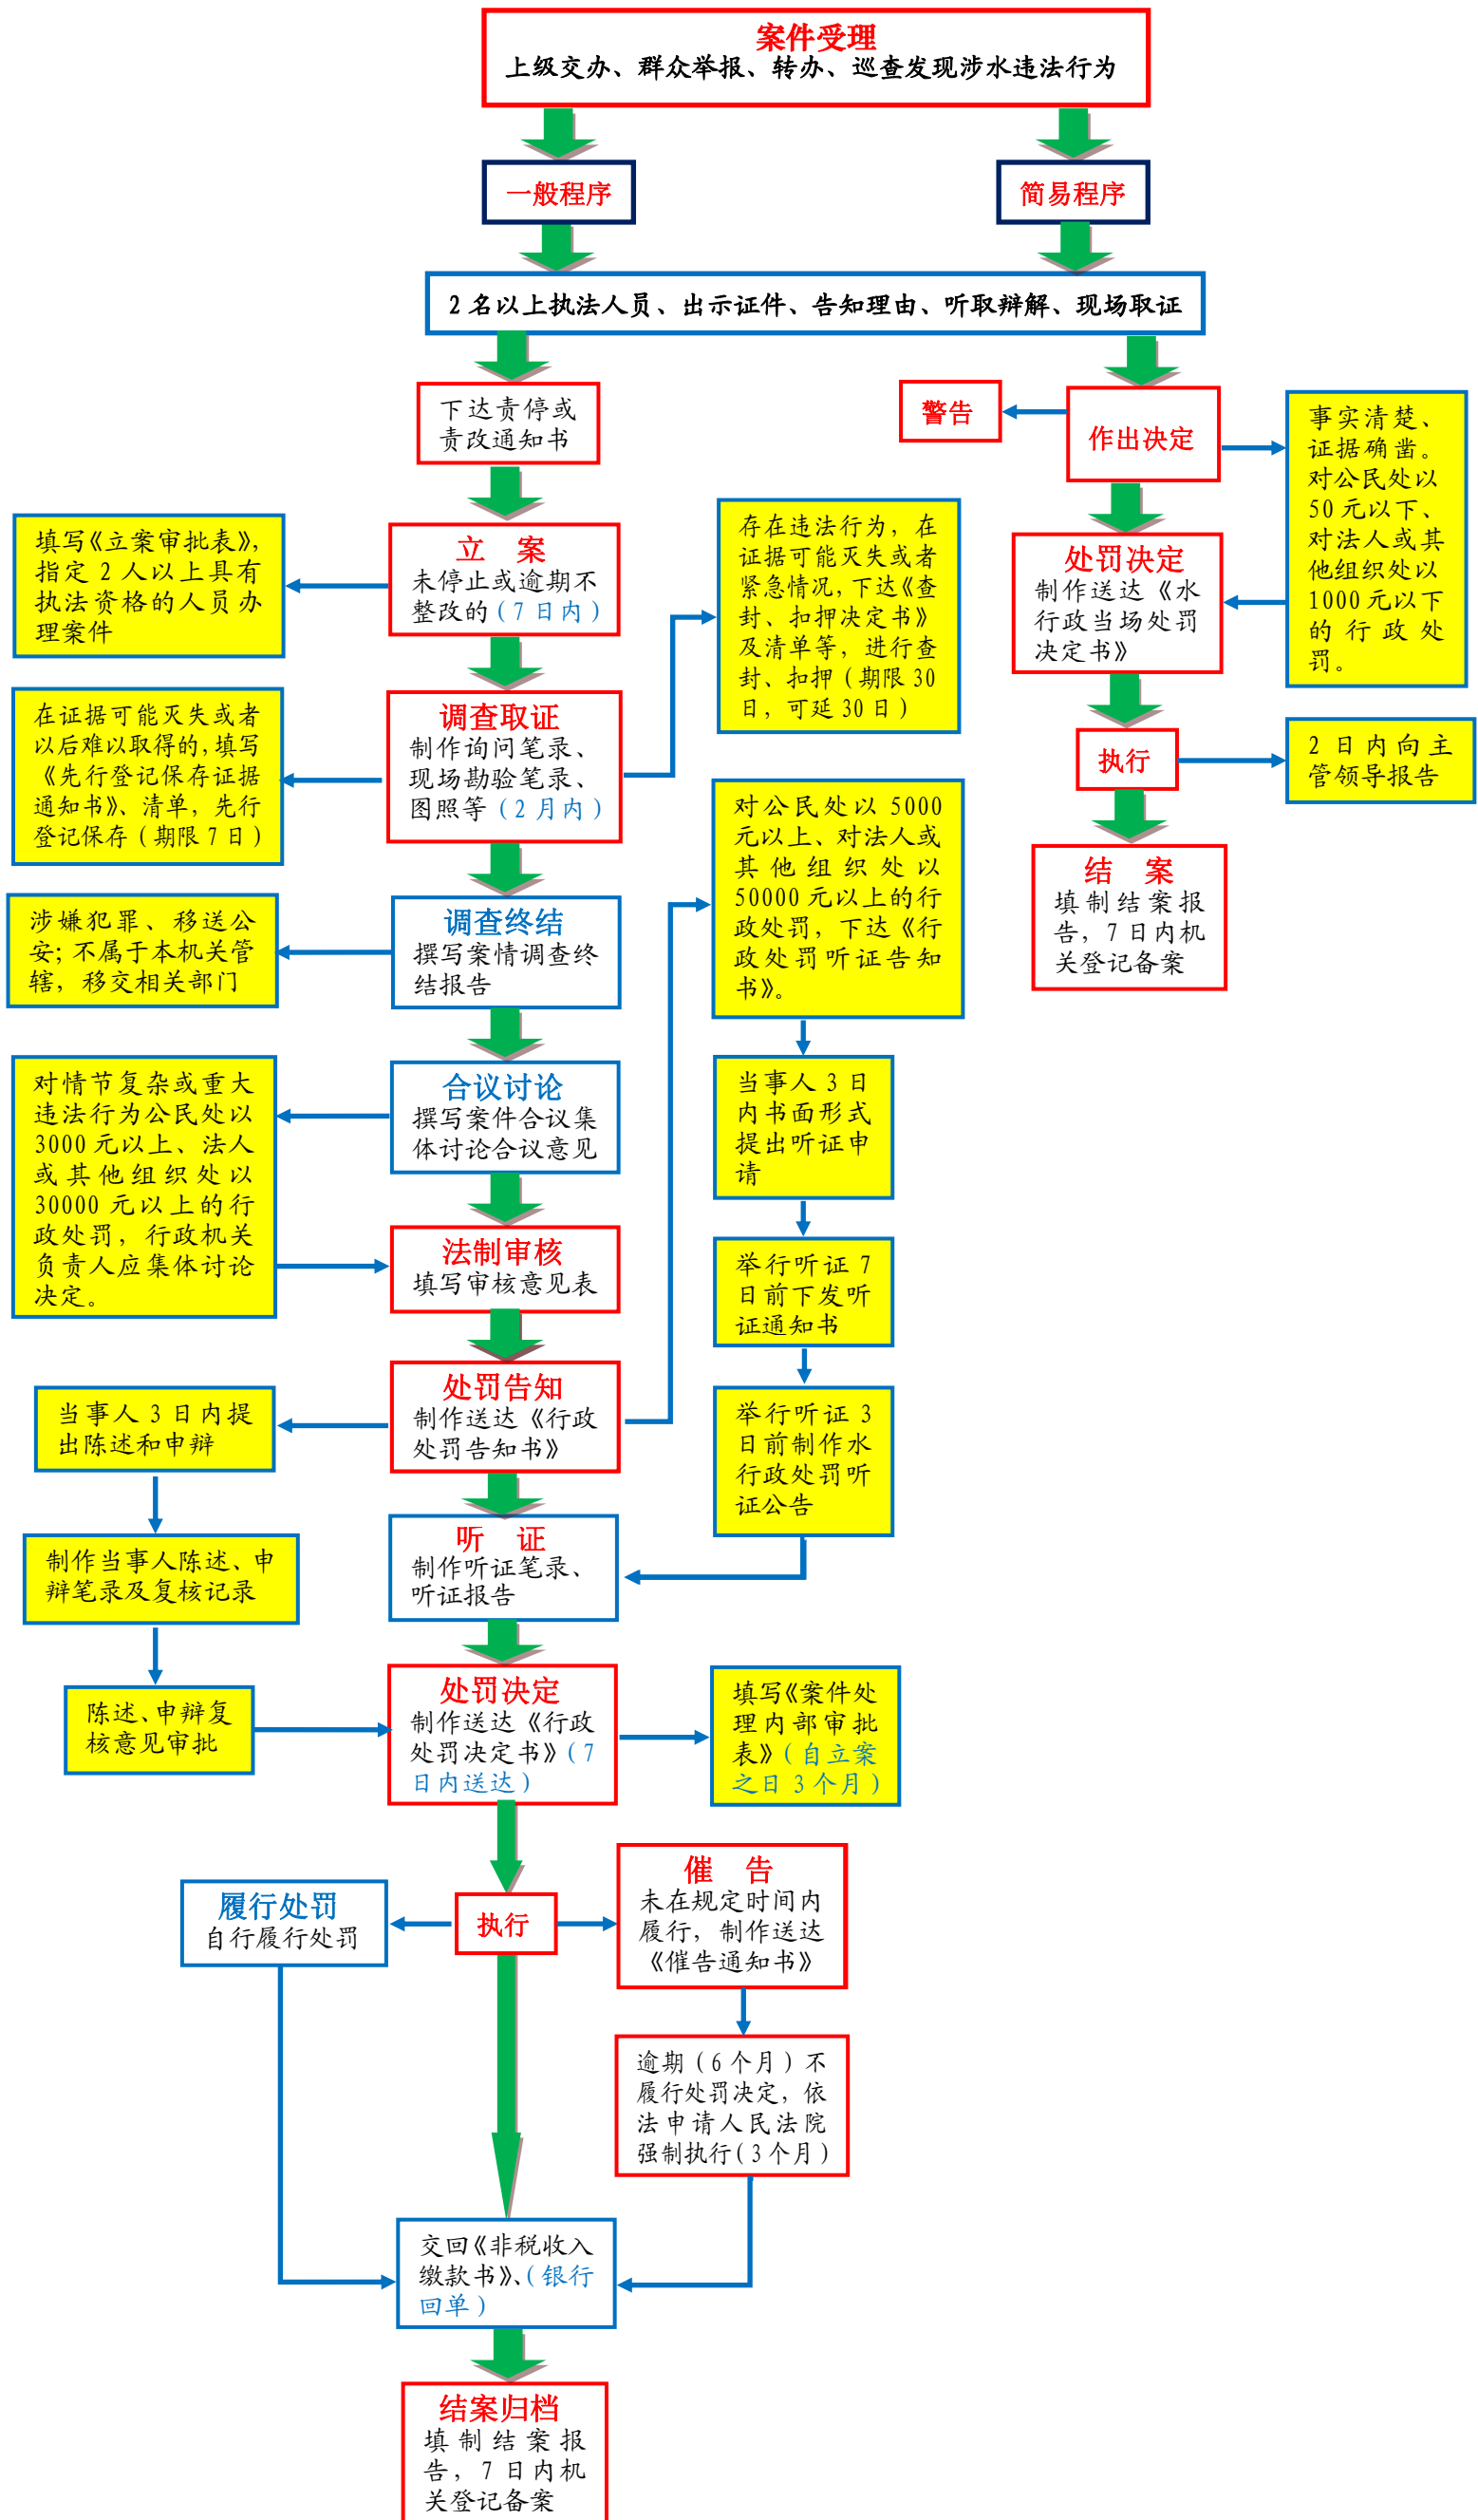 案件受理
上级交办、群众举报、转办、巡查发现涉水违法行为
一般程序
简易程序
2 名以上执法人员、出示证件、告知理由、听取辩解、现场取证
下达责停或
责改通知书
警告
作出决定
事实清楚、
证据确凿。
对公民处以
50 元以下、
对法人或其
他组织处以
1000 元以下
的行政处
罚。
填写《立案审批表》，
指定 2 人以上具有
执法资格的人员办
理案件
立 案
未停止或逾期不
整改的（7 日内）
存在违法行为，在
证据可能灭失或者
紧急情况，下达《查
封、扣押决定书》
及清单等，进行查
封、扣押（期限 30
日，可延 30 日）
处罚决定
制作送达《水
行政当场处罚
决定书》
在证据可能灭失或者
以后难以取得的，填写
《先行登记保存证据
通知书》、清单，先行
登记保存（期限 7 日）
调查取证
制作询问笔录、
现场勘验笔录、
图照等（2 月内）
执行
2 日内向主
管领导报告
对公民处以 5000
元以上、对法人或
其他组织处以
50000 元以上的行
政处罚，下达《行
政处罚听证告知
书》。
结 案
填制结案报
告，7 日内机
关登记备案
涉嫌犯罪、移送公
安；不属于本机关管
辖，移交相关部门
调查终结
撰写案情调查终
结报告
对情节复杂或重大
违法行为公民处以
3000 元以上、法人
或其他组织处以
30000 元以上的行
政处罚，行政机关
负责人应集体讨论
决定。
合议讨论
撰写案件合议集
体讨论合议意见
当事人 3 日
内书面形式
提出听证申
请
法制审核
填写审核意见表
举行听证 7
日前下发听
证通知书
处罚告知
制作送达《行政
处罚告知书》
当事人 3 日内提
出陈述和申辩
举行听证 3
日前制作水
行政处罚听
证公告
制作当事人陈述、申
辩笔录及复核记录
听 证
制作听证笔录、
听证报告
陈述、申辩复
核意见审批
处罚决定
制作送达《行政
处罚决定书》（7
日内送达）
填写《案件处
理内部审批
表》（自立案
之日 3 个月）
履行处罚
自行履行处罚
执行
催 告
未在规定时间内
履行，制作送达
《催告通知书》
逾期（6 个月）不
履行处罚决定，依
法申请人民法院
强制执行（3 个月）
交回《非税收入
缴款书》、（银行
回单）
结案归档
填制结案报
告，7 日内机
关登记备案